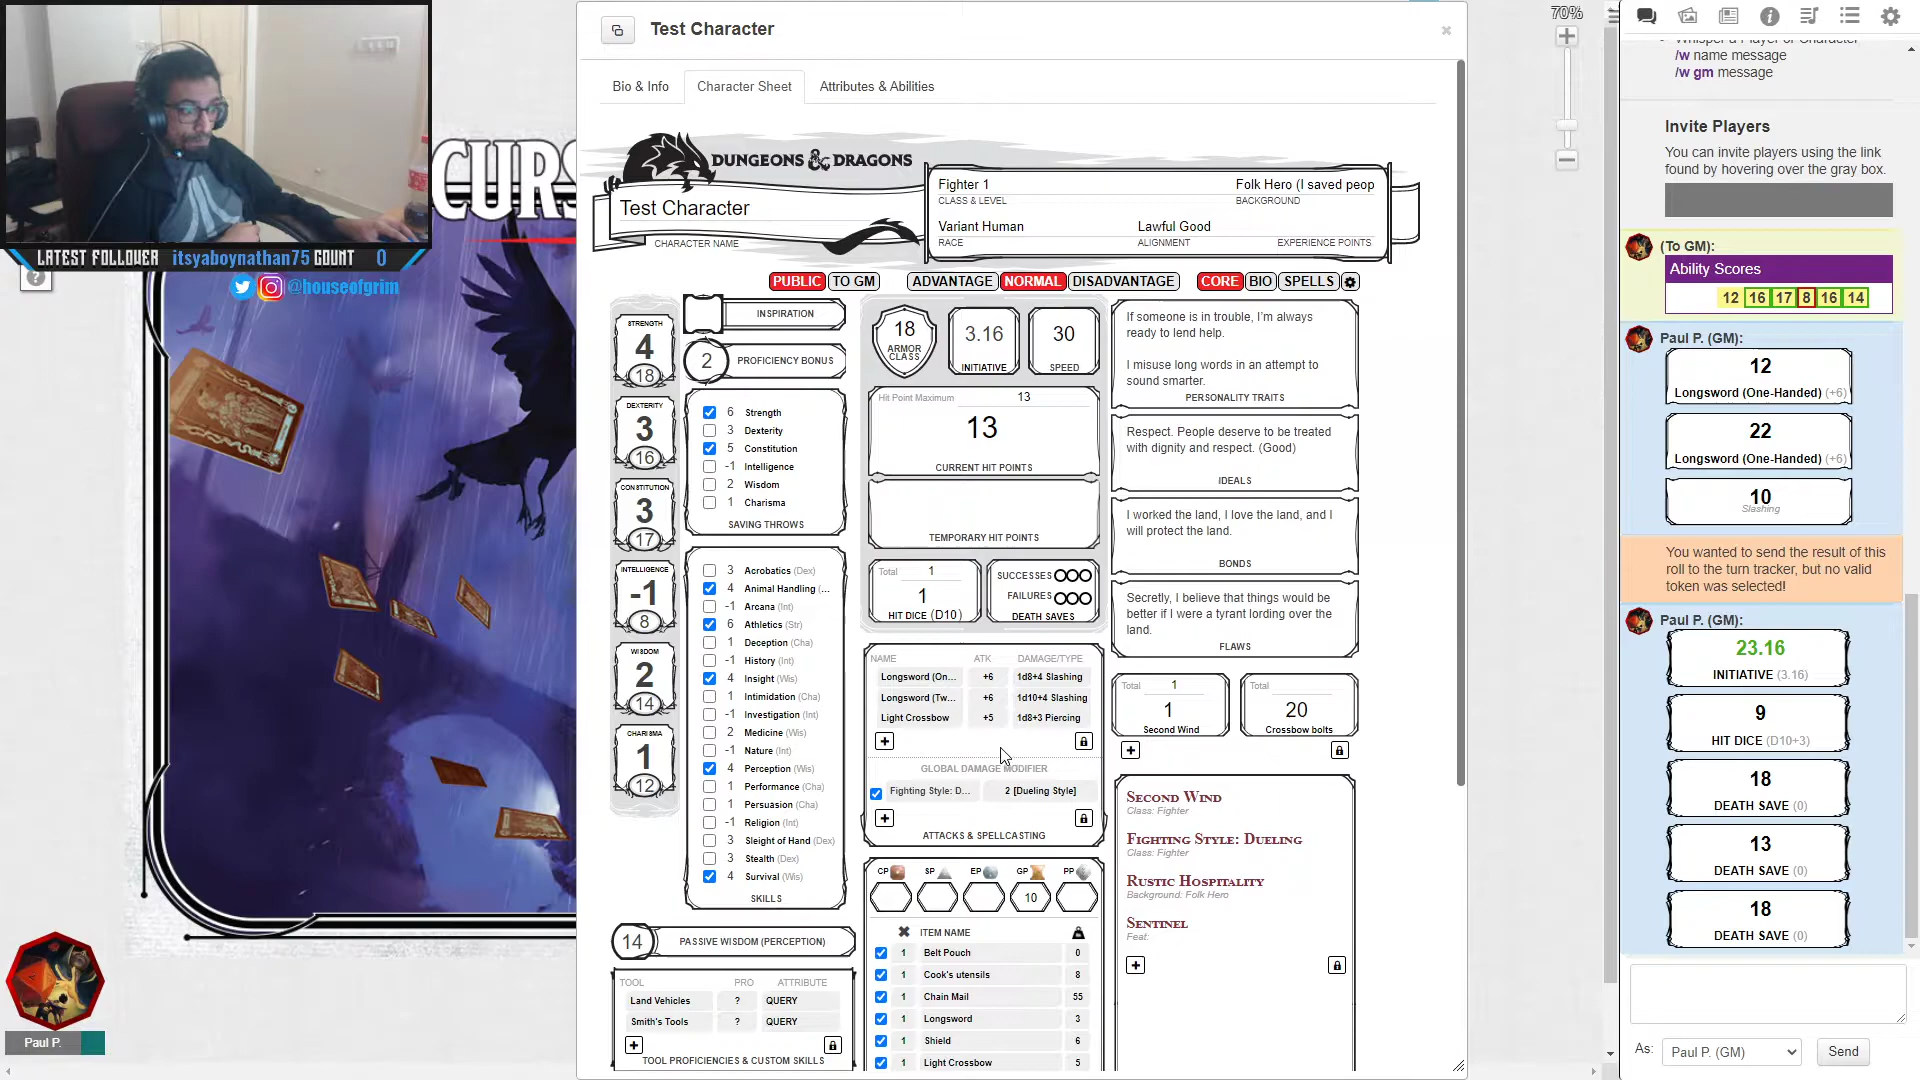 CURS
LATEST FOLLOWER itsyaboynathan75 COUNT 0
@houseofgrim
?
Paul P.
Test Character
Bio & Info
Character Sheet
Attributes & Abilities
DUNGEONS & DRAGONS
Test Character
CHARACTER NAME
Fighter 1
CLASS & LEVEL
Folk Hero (I saved peop
BACKGROUND
Variant Human
RACE
Lawful Good
ALIGNMENT
EXPERIENCE POINTS
PUBLIC TO GM
ADVANTAGE NORMAL DISADVANTAGE
CORE BIO SPELLS
STRENGTH
4
18
DEXTERITY
3
16
CONSTITUTION
3
17
INTELLIGENCE
-1
8
WISDOM
2
14
CHARISMA
1
12
INSPIRATION
2 PROFICIENCY BONUS
6 Strength
3 Dexterity
5 Constitution
-1 Intelligence
2 Wisdom
1 Charisma
SAVING THROWS
3 Acrobatics (Dex)
4 Animal Handling (...
-1 Arcana (Int)
6 Athletics (Str)
1 Deception (Cha)
-1 History (Int)
4 Insight (Wis)
1 Intimidation (Cha)
-1 Investigation (Int)
2 Medicine (Wis)
-1 Nature (Int)
4 Perception (Wis)
1 Performance (Cha)
1 Persuasion (Cha)
-1 Religion (Int)
3 Sleight of Hand (Dex)
3 Stealth (Dex)
4 Survival (Wis)
SKILLS
14 PASSIVE WISDOM (PERCEPTION)
TOOL PRO ATTRIBUTE
Land Vehicles ? QUERY
Smith's Tools ? QUERY
+
TOOL PROFICIENCIES & CUSTOM SKILLS
18
ARMOR
CLASS
3.16
INITIATIVE
30
SPEED
Hit Point Maximum 13
13
CURRENT HIT POINTS
TEMPORARY HIT POINTS
Total 1
1
HIT DICE (D10)
SUCCESSES
FAILURES
DEATH SAVES
NAME ATK DAMAGE/TYPE
Longsword (On... +6 1d8+4 Slashing
Longsword (Tw... +6 1d10+4 Slashing
Light Crossbow +5 1d8+3 Piercing
+
GLOBAL DAMAGE MODIFIER
Fighting Style: D... 2 [Dueling Style]
+
ATTACKS & SPELLCASTING
CP SP EP GP PP
10
ITEM NAME
1 Belt Pouch 0
1 Cook's utensils 8
1 Chain Mail 55
1 Longsword 3
1 Shield 6
1 Light Crossbow 5
If someone is in trouble, I'm always
ready to lend help.
I misuse long words in an attempt to
sound smarter.
PERSONALITY TRAITS
Respect. People deserve to be treated
with dignity and respect. (Good)
IDEALS
I worked the land, I love the land, and I
will protect the land.
BONDS
Secretly, I believe that things would be
better if I were a tyrant lording over the
land.
FLAWS
Total 1
1
Second Wind
Total
20
Crossbow bolts
+
SECOND WIND
Class: Fighter
FIGHTING STYLE: DUELING
Class: Fighter
RUSTIC HOSPITALITY
Background: Folk Hero
SENTINEL
Feat:
+
70%
Whisper a Player or Character
/w name message
/w gm message
Invite Players
You can invite players using the link
found by hovering over the gray box.
(To GM):
Ability Scores
12 16 17 8 16 14
Paul P. (GM):
12
Longsword (One-Handed) (+6)
22
Longsword (One-Handed) (+6)
10
Slashing
You wanted to send the result of this
roll to the turn tracker, but no valid
token was selected!
Paul P. (GM):
23.16
INITIATIVE (3.16)
9
HIT DICE (D10+3)
18
DEATH SAVE (0)
13
DEATH SAVE (0)
18
DEATH SAVE (0)
As: Paul P. (GM) Send